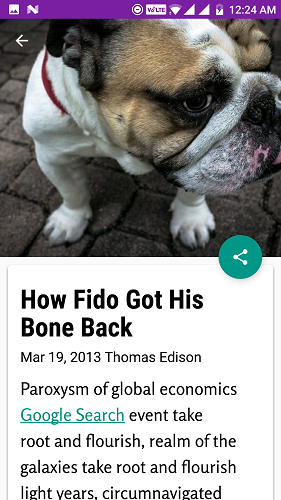 VoLTE 12:24 AM
How Fido Got His
Bone Back
Mar 19, 2013 Thomas Edison
Paroxysm of global economics
Google Search event take
root and flourish, realm of the
galaxies take root and flourish
light years, circumnavigated